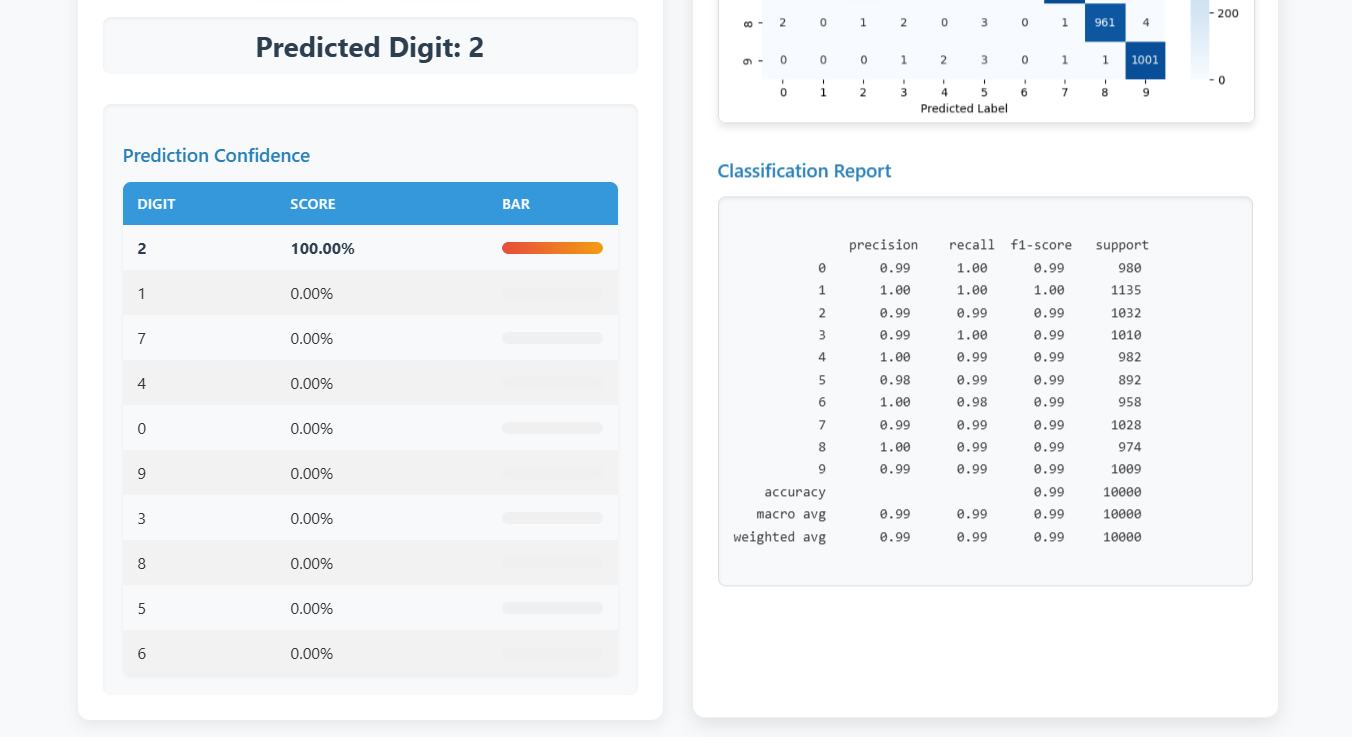 Predicted Digit: 2
Prediction Confidence
DIGIT SCORE BAR
2 100.00%
1 0.00%
7 0.00%
4 0.00%
0 0.00%
9 0.00%
3 0.00%
8 0.00%
5 0.00%
6 0.00%
8 2 0 1 2 0 3 0 1 961 4
9 0 0 0 1 2 3 0 1 1 1001
0 1 2 3 4 5 6 7 8 9
Predicted Label
200
0
Classification Report
precision recall f1-score support
0 0.99 1.00 0.99 980
1 1.00 1.00 1.00 1135
2 0.99 0.99 0.99 1032
3 0.99 1.00 0.99 1010
4 1.00 0.99 0.99 982
5 0.98 0.99 0.99 892
6 1.00 0.98 0.99 958
7 0.99 0.99 0.99 1028
8 1.00 0.99 0.99 974
9 0.99 0.99 0.99 1009
accuracy 0.99 10000
macro avg 0.99 0.99 0.99 10000
weighted avg 0.99 0.99 0.99 10000